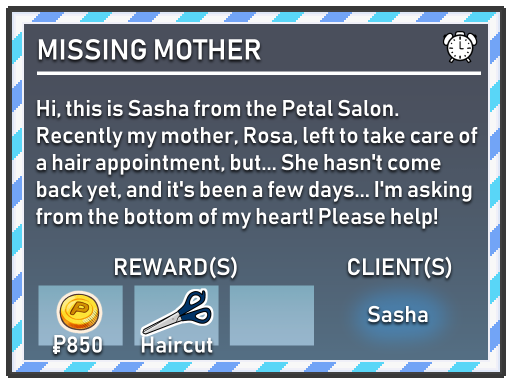 MISSING MOTHER
Hi, this is Sasha from the Petal Salon.
Recently my mother, Rosa, left to take care of
a hair appointment, but... She hasn't come
back yet, and it's been a few days... I'm asking
from the bottom of my heart! Please help!
REWARD(S)
CLIENT(S)
P
₽850
Haircut
Sasha